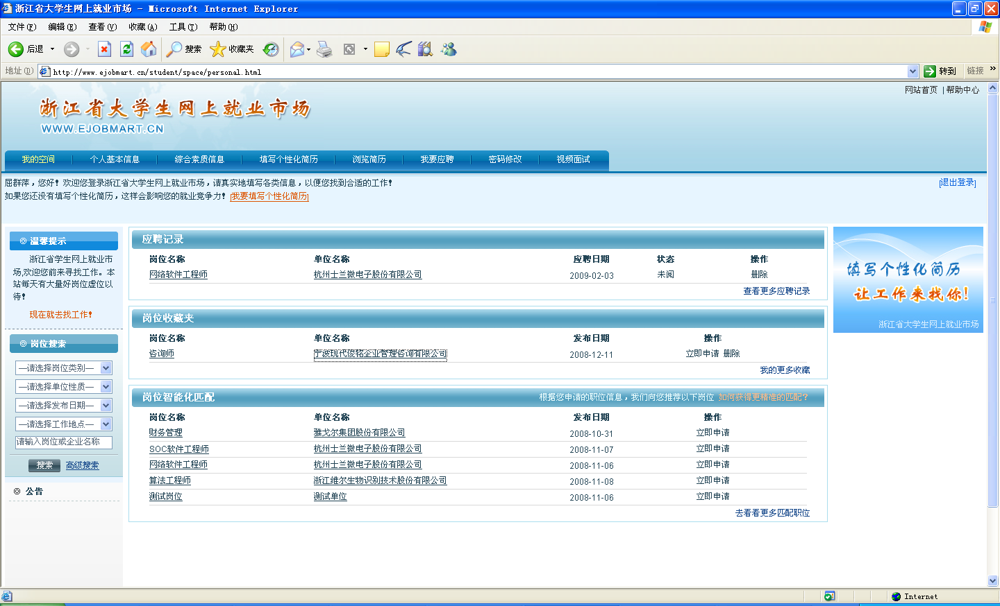 浙江省大学生网上就业市场 - Microsoft Internet Explorer
文件(F) 编辑(E) 查看(V) 收藏(A) 工具(T) 帮助(H)
后退 搜索 收藏夹
地址(D) http://www.ejobmart.cn/student/space/personal.html 转到 链接 »
网站首页 | 帮助中心
浙江省大学生网上就业市场
WWW.EJOBMART.CN
我的空间 个人基本信息 综合素质信息 填写个性化简历 浏览简历 我要应聘 密码修改 视频面试
屈群萍，您好！欢迎您登录浙江省大学生网上就业市场，请真实地填写各类信息，以便您找到合适的工作！ [退出登录]
如果您还没有填写个性化简历，这样会影响您的就业竞争力！ [我要填写个性化简历]
温馨提示
浙江省学生网上就业市
场,欢迎您前来寻找工作。本
站每天有大量好岗位虚位以
待！
现在就去找工作！
岗位搜索
—请选择岗位类别—
—请选择单位性质—
—请选择发布日期—
—请选择工作地点—
请输入岗位或企业名称
搜索 高级搜索
公告
应聘记录
岗位名称 单位名称 应聘日期 状态 操作
网络软件工程师 杭州士兰微电子股份有限公司 2009-02-03 未阅 删除
查看更多应聘记录
岗位收藏夹
岗位名称 单位名称 发布日期 操作
咨询师 宁波现代俊铭企业管理咨询有限公司 2008-12-11 立即申请 删除
我的更多收藏
岗位智能化匹配 根据您申请的职位信息，我们向您推荐以下岗位 如何获得更精准的匹配？
岗位名称 单位名称 发布日期 操作
财务管理 雅戈尔集团股份有限公司 2008-10-31 立即申请
SOC软件工程师 杭州士兰微电子股份有限公司 2008-11-07 立即申请
网络软件工程师 杭州士兰微电子股份有限公司 2008-11-06 立即申请
算法工程师 浙江维尔生物识别技术股份有限公司 2008-11-08 立即申请
测试岗位 测试单位 2008-11-06 立即申请
去看看更多匹配职位
填写个性化简历
让工作来找你!
浙江省大学生网上就业市场
Internet